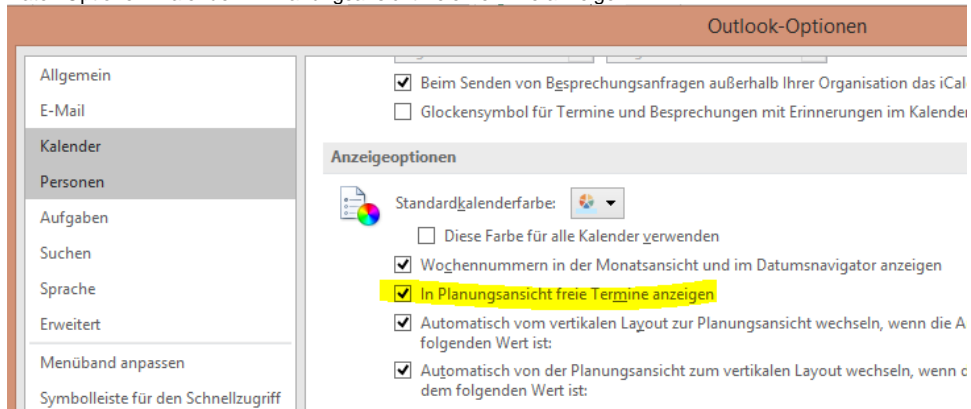 Outlook-Optionen
Allgemein
E-Mail
Kalender
Personen
Aufgaben
Suchen
Sprache
Erweitert
Menüband anpassen
Symbolleiste für den Schnellzugriff
Beim Senden von Besprechungsanfragen außerhalb Ihrer Organisation das iCal
Glockensymbol für Termine und Besprechungen mit Erinnerungen im Kalender
Anzeigeoptionen
Standardkalenderfarbe:
Diese Farbe für alle Kalender verwenden
Wochennummern in der Monatsansicht und im Datumsnavigator anzeigen
In Planungsansicht freie Termine anzeigen
Automatisch vom vertikalen Layout zur Planungsansicht wechseln, wenn die A
folgenden Wert ist:
Automatisch von der Planungsansicht zum vertikalen Layout wechseln, wenn d
dem folgenden Wert ist: